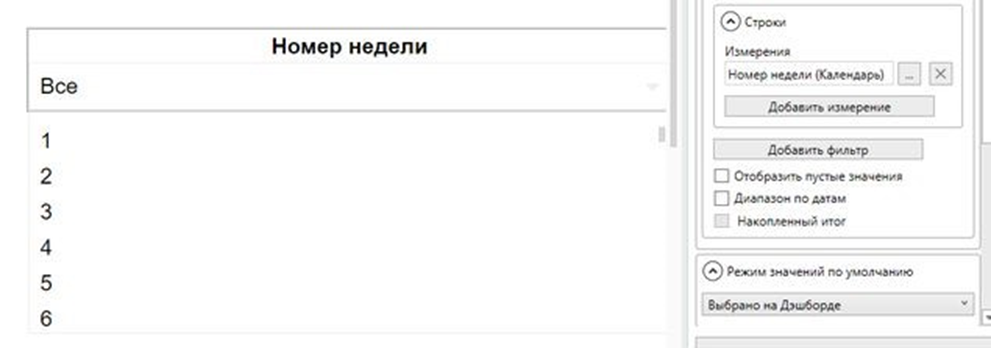 Номер недели
Все
1
2
3
4
5
6
Строки
Измерения
Номер недели (Календарь)
...
Добавить измерение
Добавить фильтр
Отобразить пустые значения
Диапазон по датам
Накопленный итог
Режим значений по умолчанию
Выбрано на Дэшборде